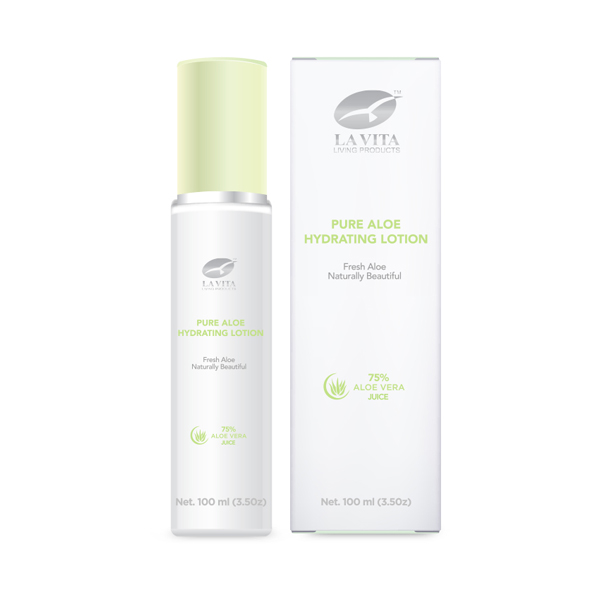 LA VITA
LIVING PRODUCTS
PURE ALOE
HYDRATING LOTION
Fresh Aloe
Naturally Beautiful
75%
ALOE VERA
JUICE
Net. 100 ml (3.50z)
TM
LA VITA
LIVING PRODUCTS
PURE ALOE
HYDRATING LOTION
Fresh Aloe
Naturally Beautiful
75%
ALOE VERA
JUICE
Net. 100 ml (3.50z)